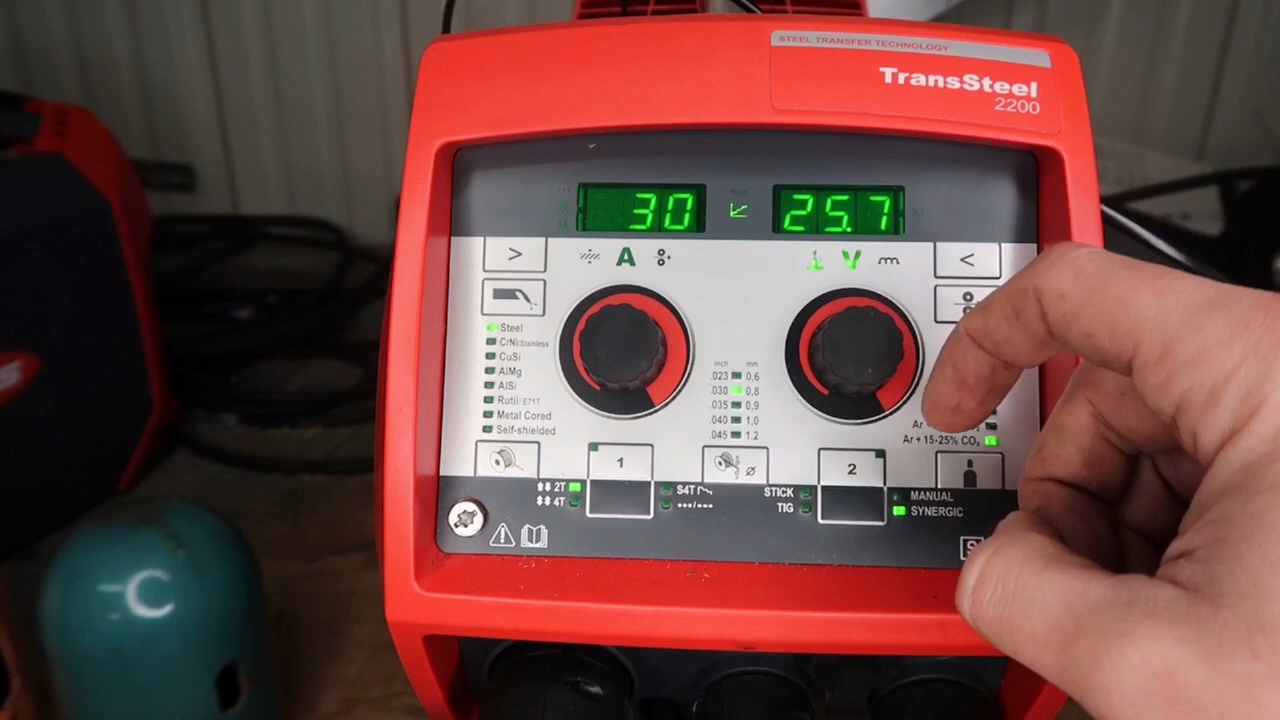 STEEL TRANSFER TECHNOLOGY
TransSteel
2200
30
25.7
>
A
V
<
Steel
CrNi/Stainless
CuSi
AlMg
AlSi
Rutil/E71T
Metal Cored
Self-shielded
inch mm
.023 0,6
.030 0,8
.035 0,9
.040 1,0
.045 1.2
Ar +
Ar + 15-25% CO₂
1
2
2T
4T
S4T
STICK
TIG
MANUAL
SYNERGIC
S